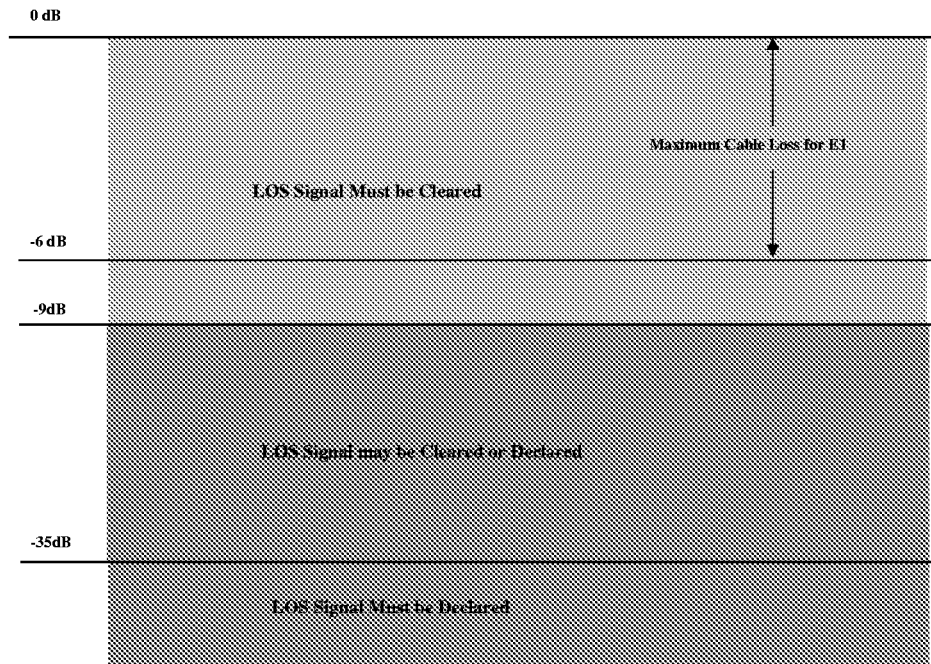 0 dB
Maximum Cable Loss for E1
LOS Signal Must be Cleared
-6 dB
-9dB
LOS Signal may be Cleared or Declared
-35dB
LOS Signal Must be Declared